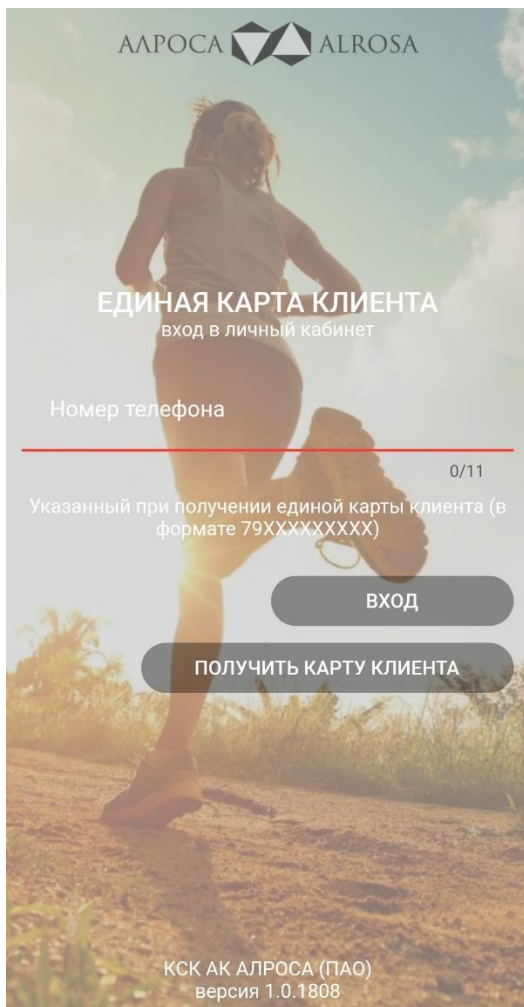 АЛРОСА ALROSA
ЕДИНАЯ КАРТА КЛИЕНТА
вход в личный кабинет
Номер телефона
0/11
Указанный при получении единой карты клиента (в
формате 79XXXXXXXXX)
ВХОД
ПОЛУЧИТЬ КАРТУ КЛИЕНТА
КСК АК АЛРОСА (ПАО)
версия 1.0.1808